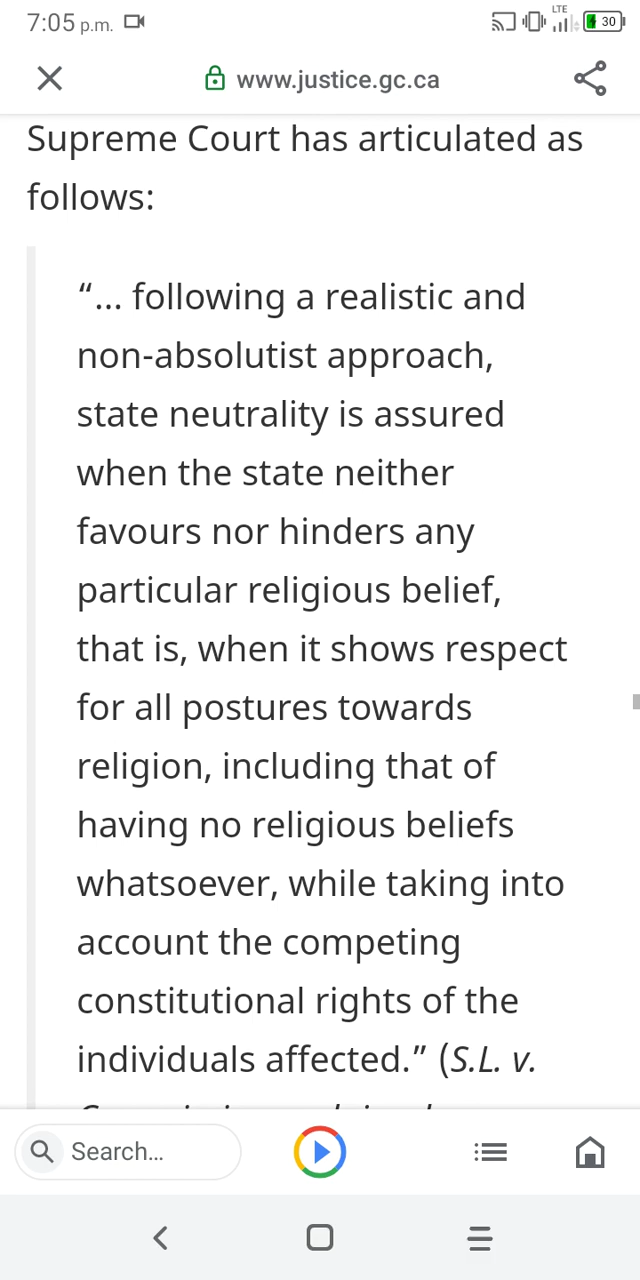 7:05 p.m. LTE 30
www.justice.gc.ca
Supreme Court has articulated as
follows:
“... following a realistic and
non-absolutist approach,
state neutrality is assured
when the state neither
favours nor hinders any
particular religious belief,
that is, when it shows respect
for all postures towards
religion, including that of
having no religious beliefs
whatsoever, while taking into
account the competing
constitutional rights of the
individuals affected.” (S.L. v.
Search...